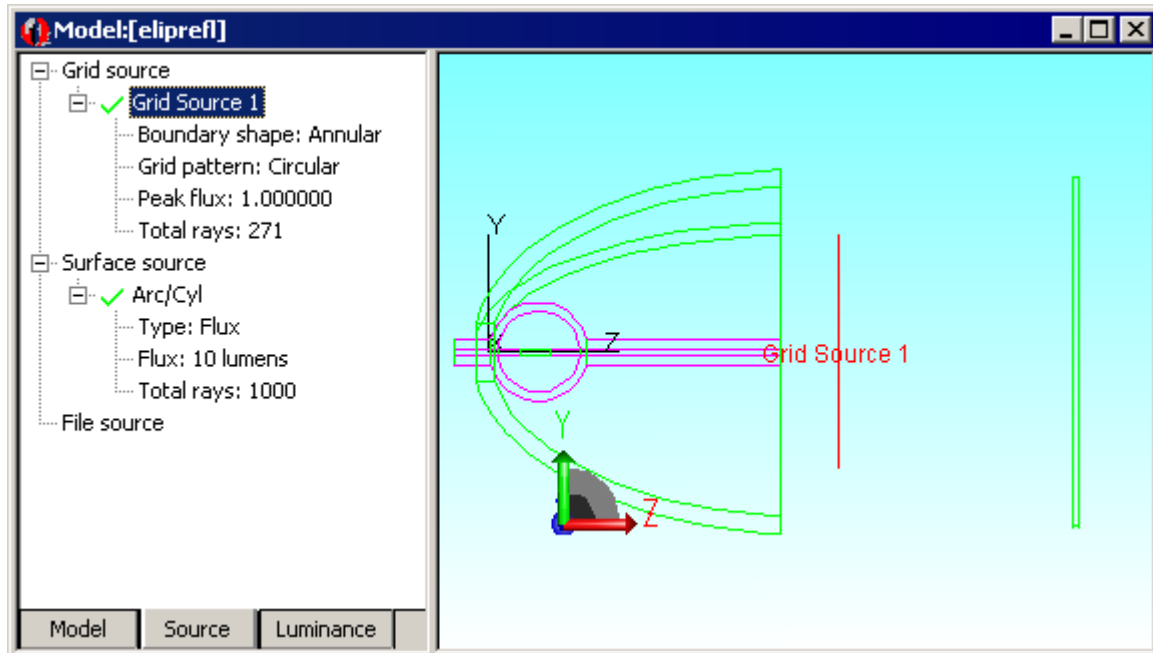 Model:[eliprefl]
Grid source
Grid Source 1
Boundary shape: Annular
Grid pattern: Circular
Peak flux: 1.000000
Total rays: 271
Surface source
Arc/Cyl
Type: Flux
Flux: 10 lumens
Total rays: 1000
File source
Model Source Luminance
Y
X Z
Grid Source 1
Y
Z